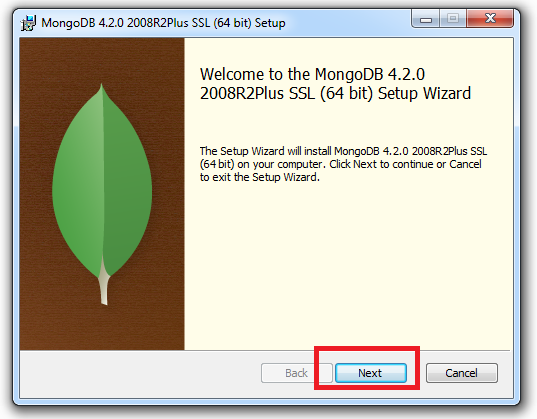 MongoDB 4.2.0 2008R2Plus SSL (64 bit) Setup
Welcome to the MongoDB 4.2.0
2008R2Plus SSL (64 bit) Setup Wizard
The Setup Wizard will install MongoDB 4.2.0 2008R2Plus SSL
(64 bit) on your computer. Click Next to continue or Cancel
to exit the Setup Wizard.
Back Next Cancel